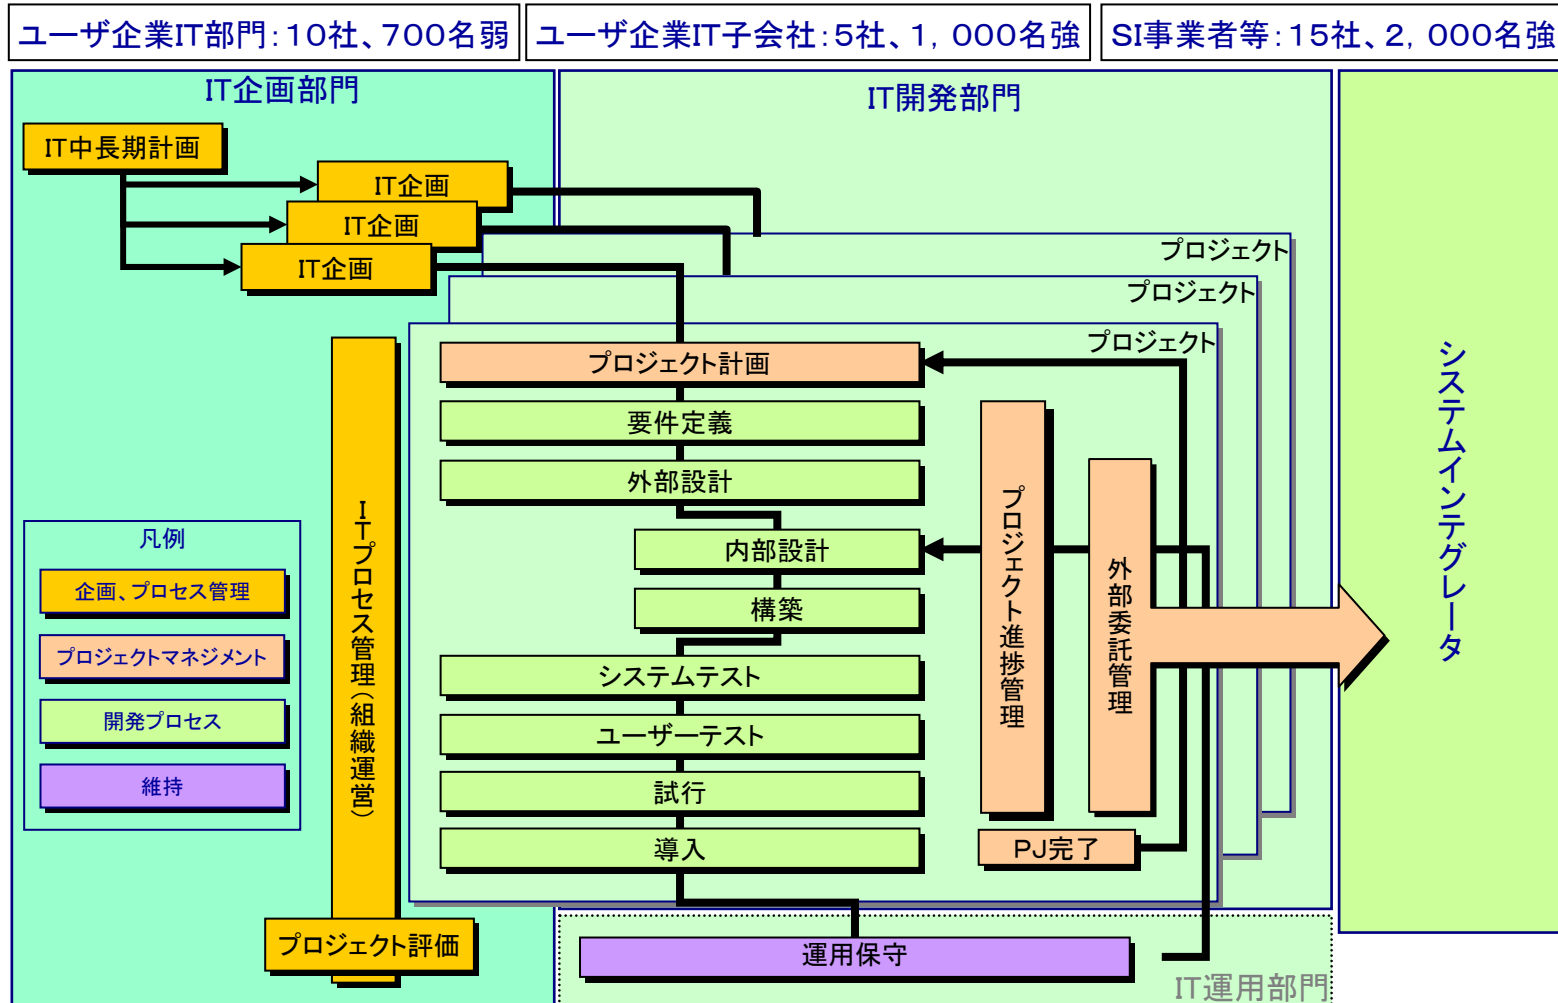 ユーザ企業IT部門：１０社、７００名弱
ユーザ企業IT子会社：５社、１，０００名強
SI事業者等：１５社、２，０００名強
IT企画部門
IT開発部門
IT中長期計画
IT企画
IT企画
IT企画
プロジェクト
プロジェクト
プロジェクト
プロジェクト計画
要件定義
外部設計
内部設計
構築
システムテスト
ユーザーテスト
試行
導入
プロジェクト進捗管理
外部委託管理
PJ完了
システムインテグレータ
ITプロセス管理（組織運営）
凡例
企画、プロセス管理
プロジェクトマネジメント
開発プロセス
維持
プロジェクト評価
運用保守
IT運用部門